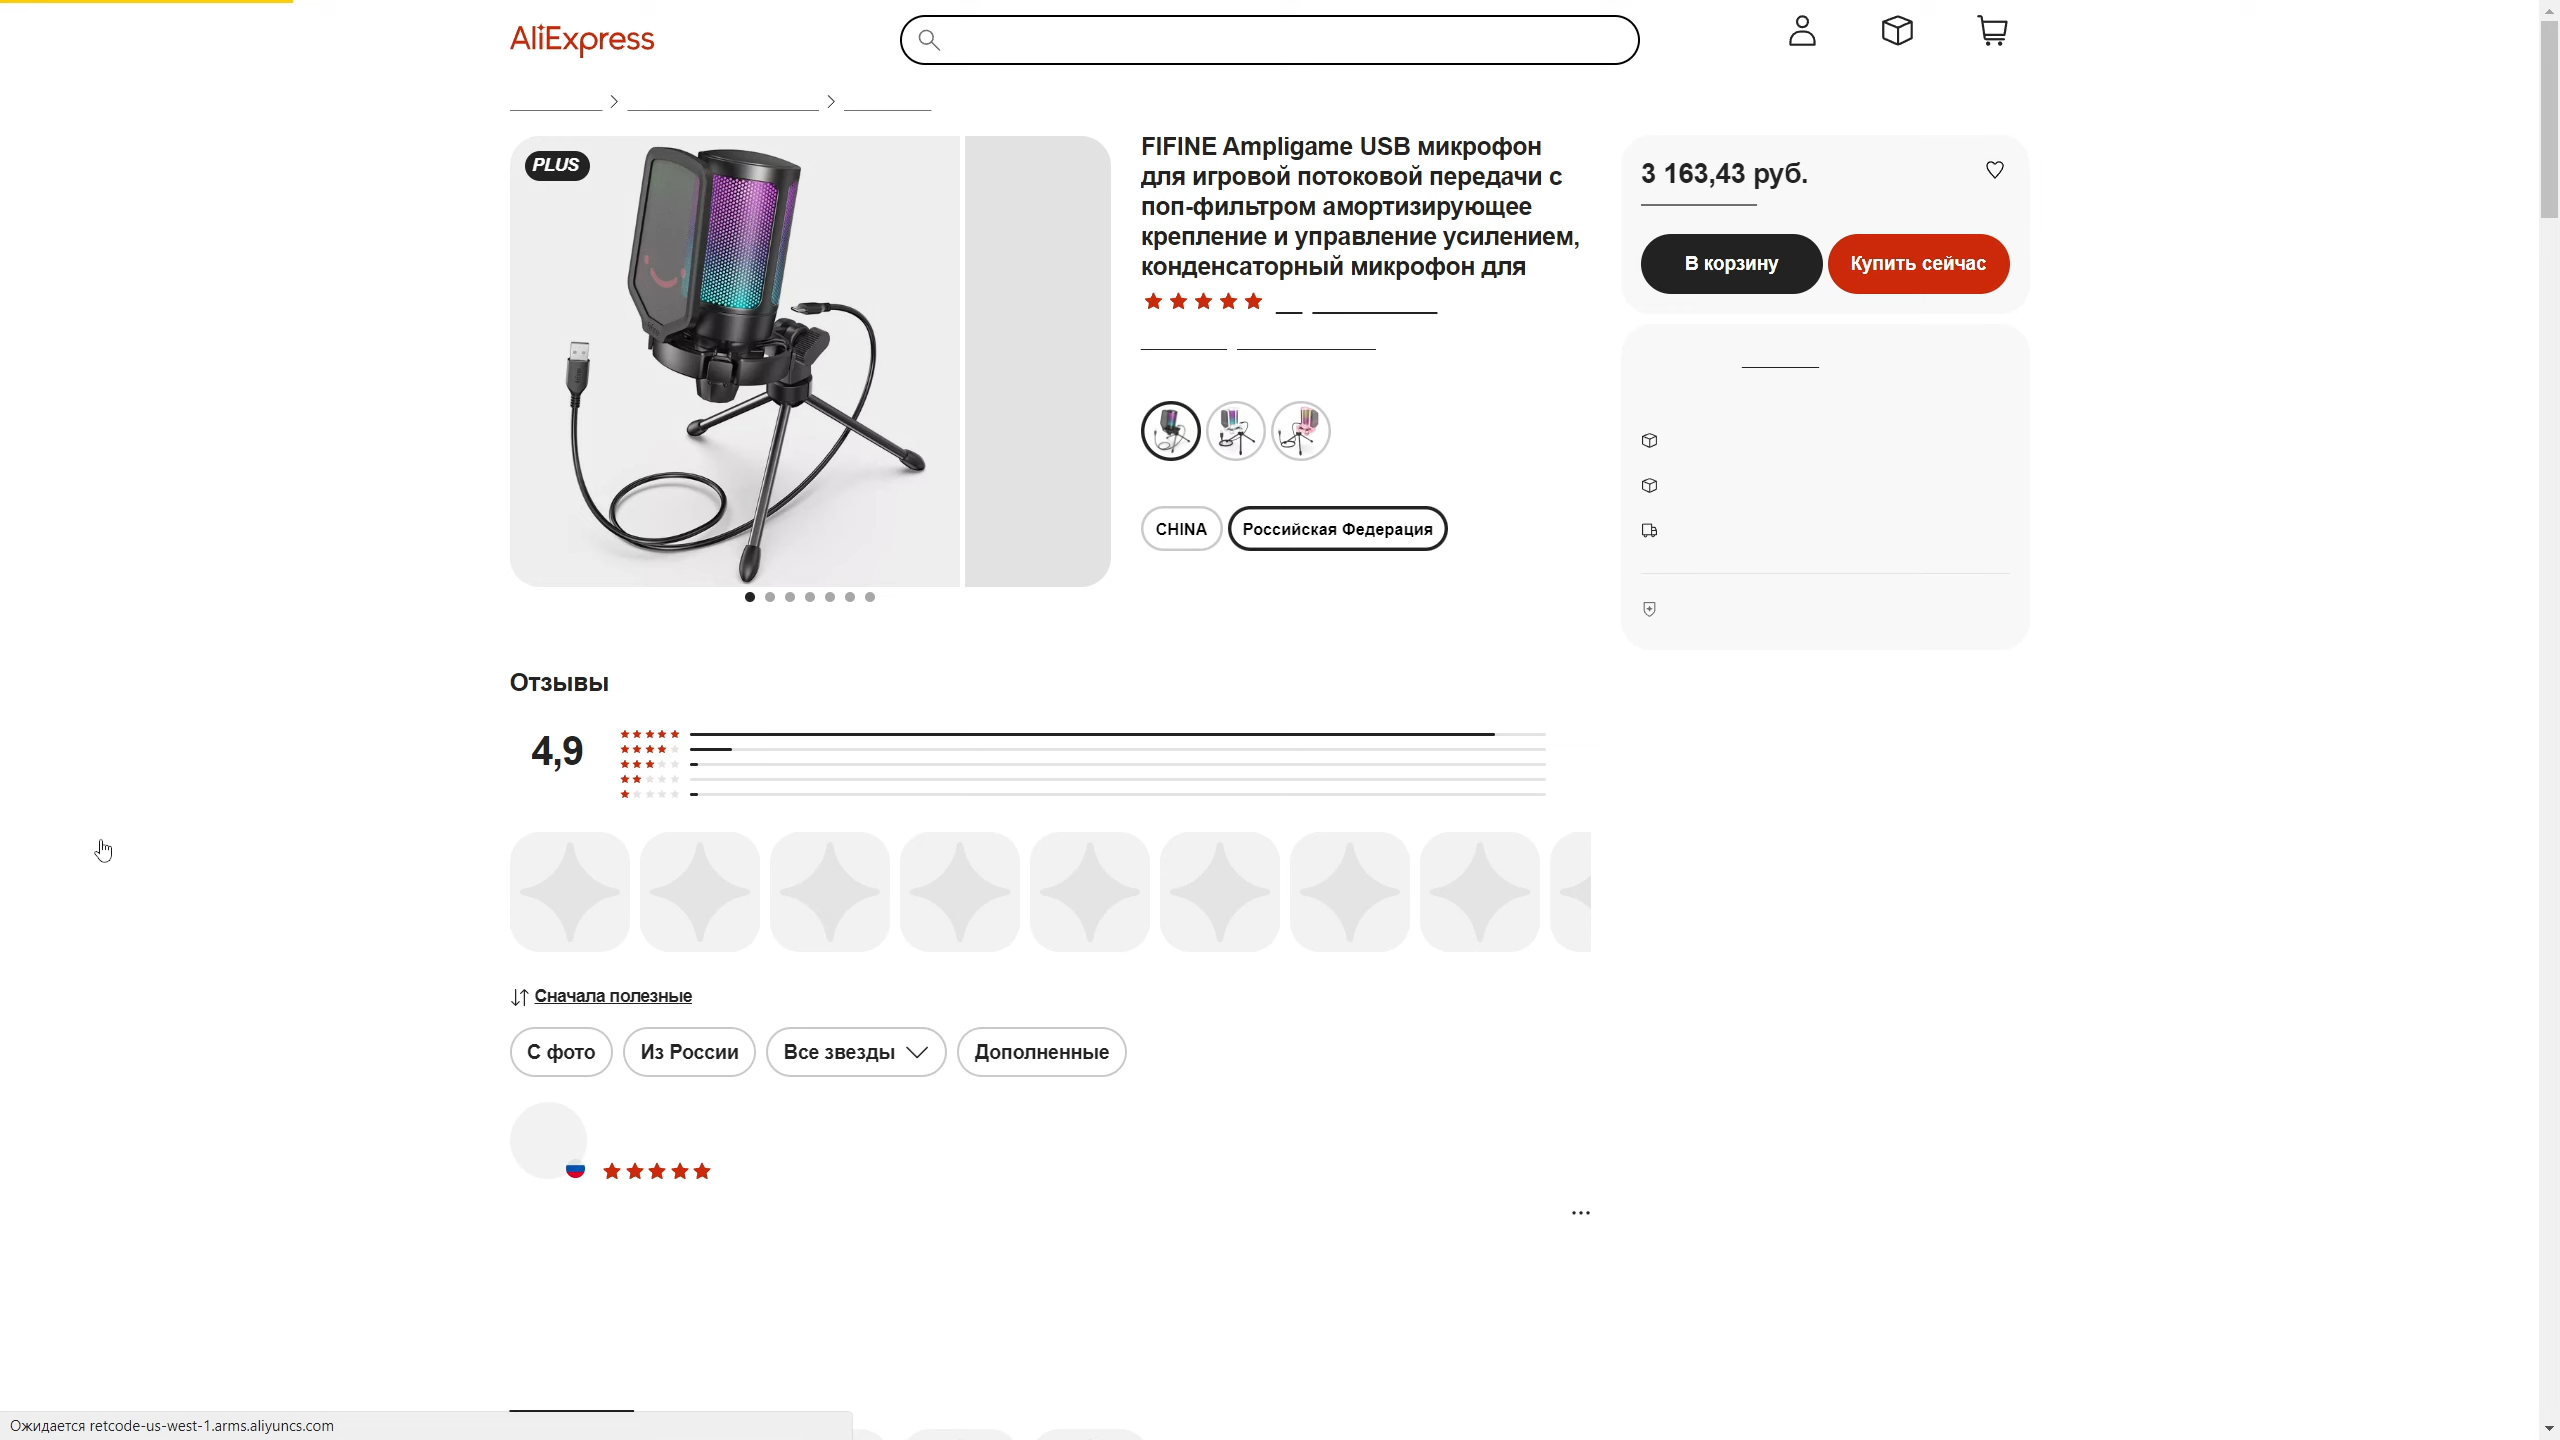 AliExpress
PLUS
FIFINE Ampligame USB микрофон
для игровой потоковой передачи с
поп-фильтром амортизирующее
крепление и управление усилением,
конденсаторный микрофон для
3 163,43 руб.
В корзину
Купить сейчас
CHINA
Российская Федерация
Отзывы
4,9
Сначала полезные
С фото
Из России
Все звезды
Дополненные
Ожидается retcode-us-west-1.arms.aliyuncs.com